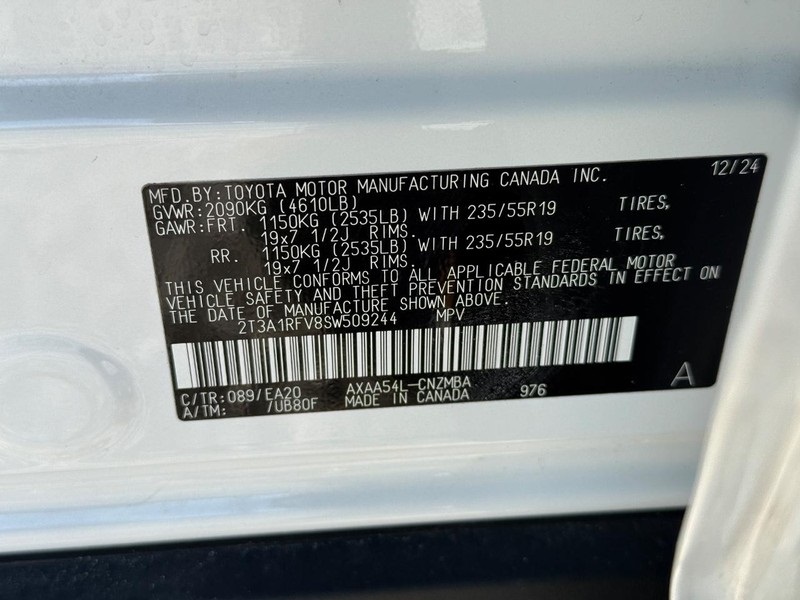 MFD.BY:TOYOTA MOTOR MANUFACTURING CANADA INC. 12/24
GVWR:2090KG (4610LB)
GAWR:FRT. 1150KG (2535LB) WITH 235/55R19 TIRES,
19x7 1/2J RIMS.
RR. 1150KG (2535LB) WITH 235/55R19 TIRES,
19x7 1/2J RIMS.
THIS VEHICLE CONFORMS TO ALL APPLICABLE FEDERAL MOTOR
VEHICLE SAFETY AND THEFT PREVENTION STANDARDS IN EFFECT ON
THE DATE OF MANUFACTURE SHOWN ABOVE.
2T3A1RFV8SW509244 MPV
C/TR:089/EA20 AXAA54L-CNZMBA 976 A
A/TM: /UB80F MADE IN CANADA